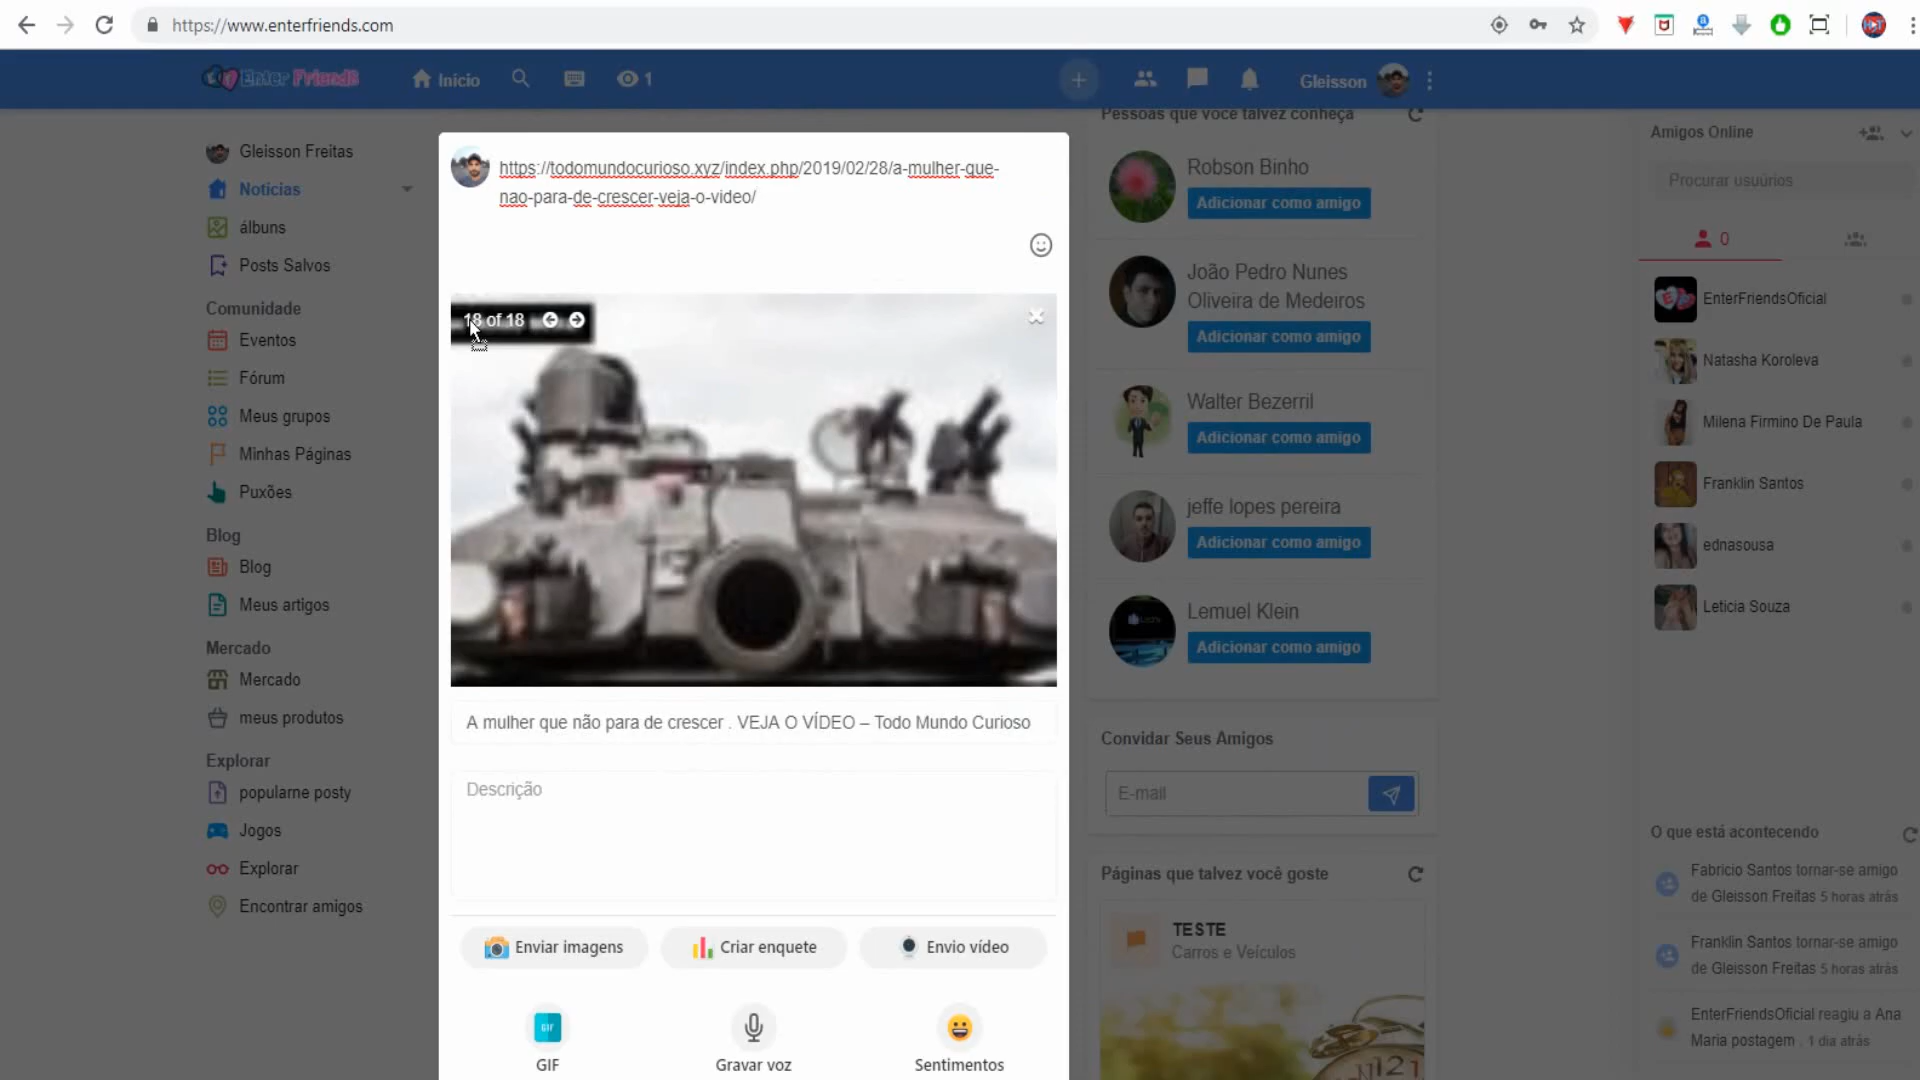 https://www.enterfriends.com
Enter Friends
Início
1
Gleisson
Gleisson Freitas
Notícias
álbuns
Posts Salvos
Comunidade
Eventos
Fórum
Meus grupos
Minhas Páginas
Puxões
Blog
Blog
Meus artigos
Mercado
Mercado
meus produtos
Explorar
popularne posty
Jogos
Explorar
Encontrar amigos
https://todomundocurioso.xyz/index.php/2019/02/28/a-mulher-que-
nao-para-de-crescer-veja-o-video/
18 of 18
A mulher que não para de crescer . VEJA O VÍDEO – Todo Mundo Curioso
Descrição
Enviar imagens
Criar enquete
Envio vídeo
GIF
GIF
Gravar voz
Sentimentos
Pessoas que você talvez conheça
Robson Binho
Adicionar como amigo
João Pedro Nunes
Oliveira de Medeiros
Adicionar como amigo
Walter Bezerril
Adicionar como amigo
jeffe lopes pereira
Adicionar como amigo
Lemuel Klein
Adicionar como amigo
Convidar Seus Amigos
E-mail
Páginas que talvez você goste
TESTE
Carros e Veículos
Amigos Online
Procurar usuúrios
0
EnterFriendsOficial
Natasha Koroleva
Milena Firmino De Paula
Franklin Santos
ednasousa
Leticia Souza
O que está acontecendo
Fabricio Santos tornar-se amigo
de Gleisson Freitas 5 horas atrás
Franklin Santos tornar-se amigo
de Gleisson Freitas 5 horas atrás
EnterFriendsOficial reagiu a Ana
Maria postagem . 1 dia atrás